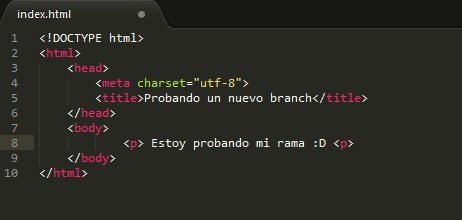 index.html
1 <!DOCTYPE html>
2 <html>
3 <head>
4 <meta charset="utf-8">
5 <title>Probando un nuevo branch</title>
6 </head>
7 <body>
8 <p> Estoy probando mi rama :D <p>
9 </body>
10 </html>